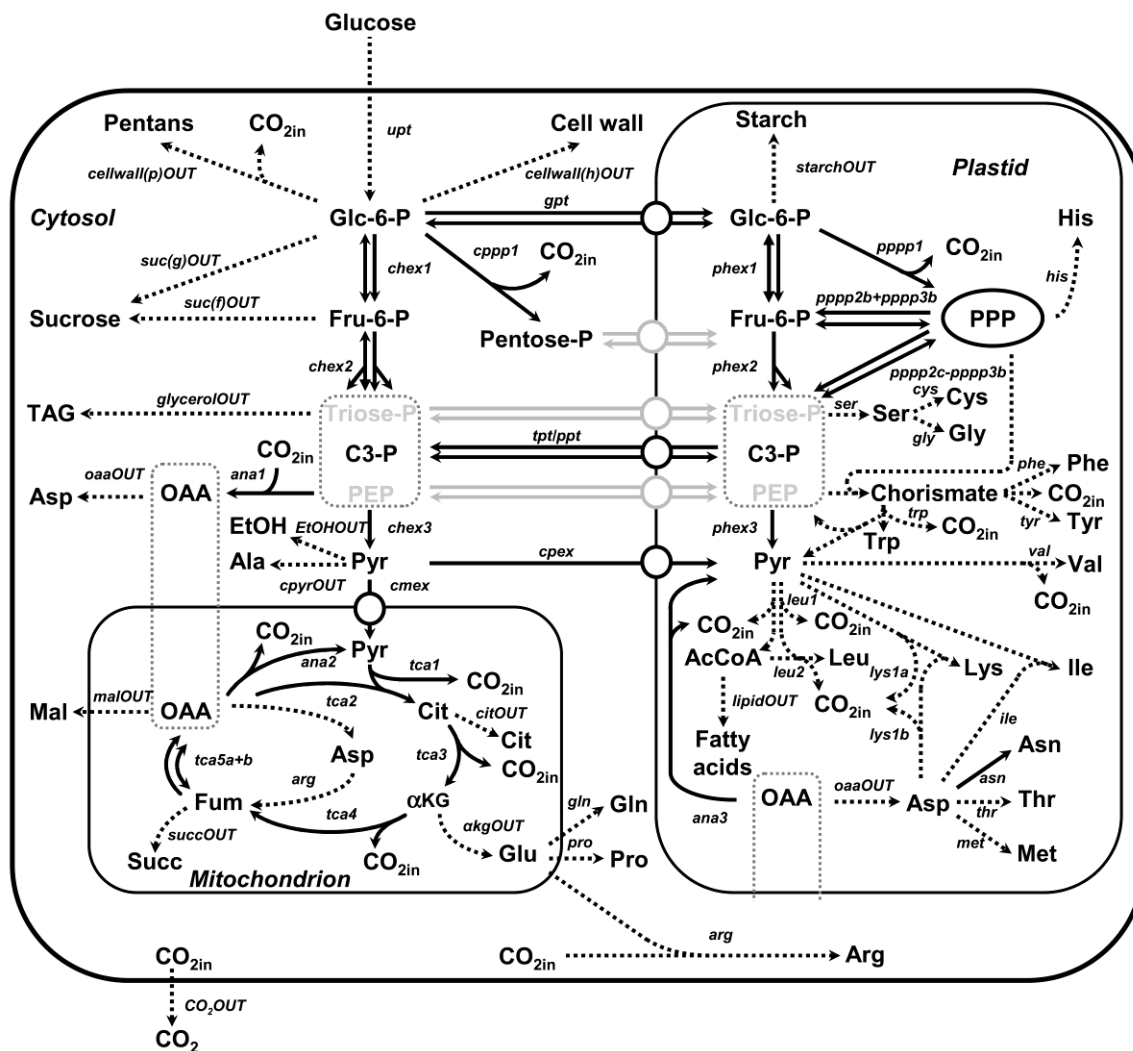 Glucose
Pentans
CO2in
upt
Cell wall
Starch
cellwall(p)OUT
cellwall(h)OUT
starchOUT
Plastid
Cytosol
Glc-6-P
gpt
Glc-6-P
His
suc(g)OUT
chex1
cppp1
CO2in
phex1
pppp1
CO2in
his
suc(f)OUT
pppp2b+pppp3b
Sucrose
Fru-6-P
Pentose-P
Fru-6-P
PPP
chex2
phex2
pppp2c-pppp3b
TAG
glycerolOUT
Triose-P
Triose-P
ser
Ser
cys
Cys
gly
Gly
CO2in
C3-P
tpt/ppt
C3-P
oaaOUT
ana1
Asp
OAA
PEP
PEP
Chorismate
phe
Phe
CO2in
tyr
Tyr
EtOH
EtOHOUT
chex3
phex3
trp
CO2in
Trp
Ala
Pyr
cpex
Pyr
val
Val
cpyrOUT
cmex
CO2in
CO2in
ana2
Pyr
tca1
CO2in
CO2in
leu1
CO2in
AcCoA
leu2
Leu
lys1a
Lys
Ile
malOUT
Mal
OAA
tca2
Cit
citOUT
Cit
lipidOUT
CO2in
lys1b
ile
tca5a+b
Asp
tca3
CO2in
Fatty
acids
Asn
arg
Fum
tca4
αKG
gln
Gln
OAA
oaaOUT
Asp
asn
thr
Thr
ana3
succOUT
αkgOUT
Succ
CO2in
Glu
pro
Pro
met
Met
Mitochondrion
CO2in
CO2in
arg
Arg
CO2OUT
CO2